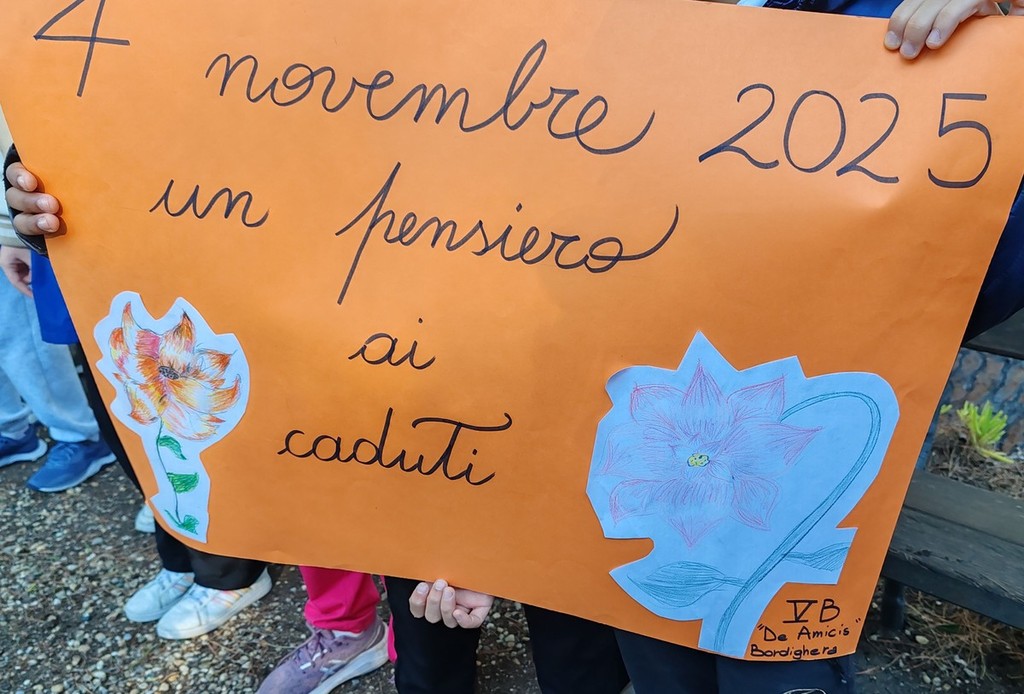 4 novembre 2025
un pensiero
ai
caduti
VB
"De Amicis"
Bordighera